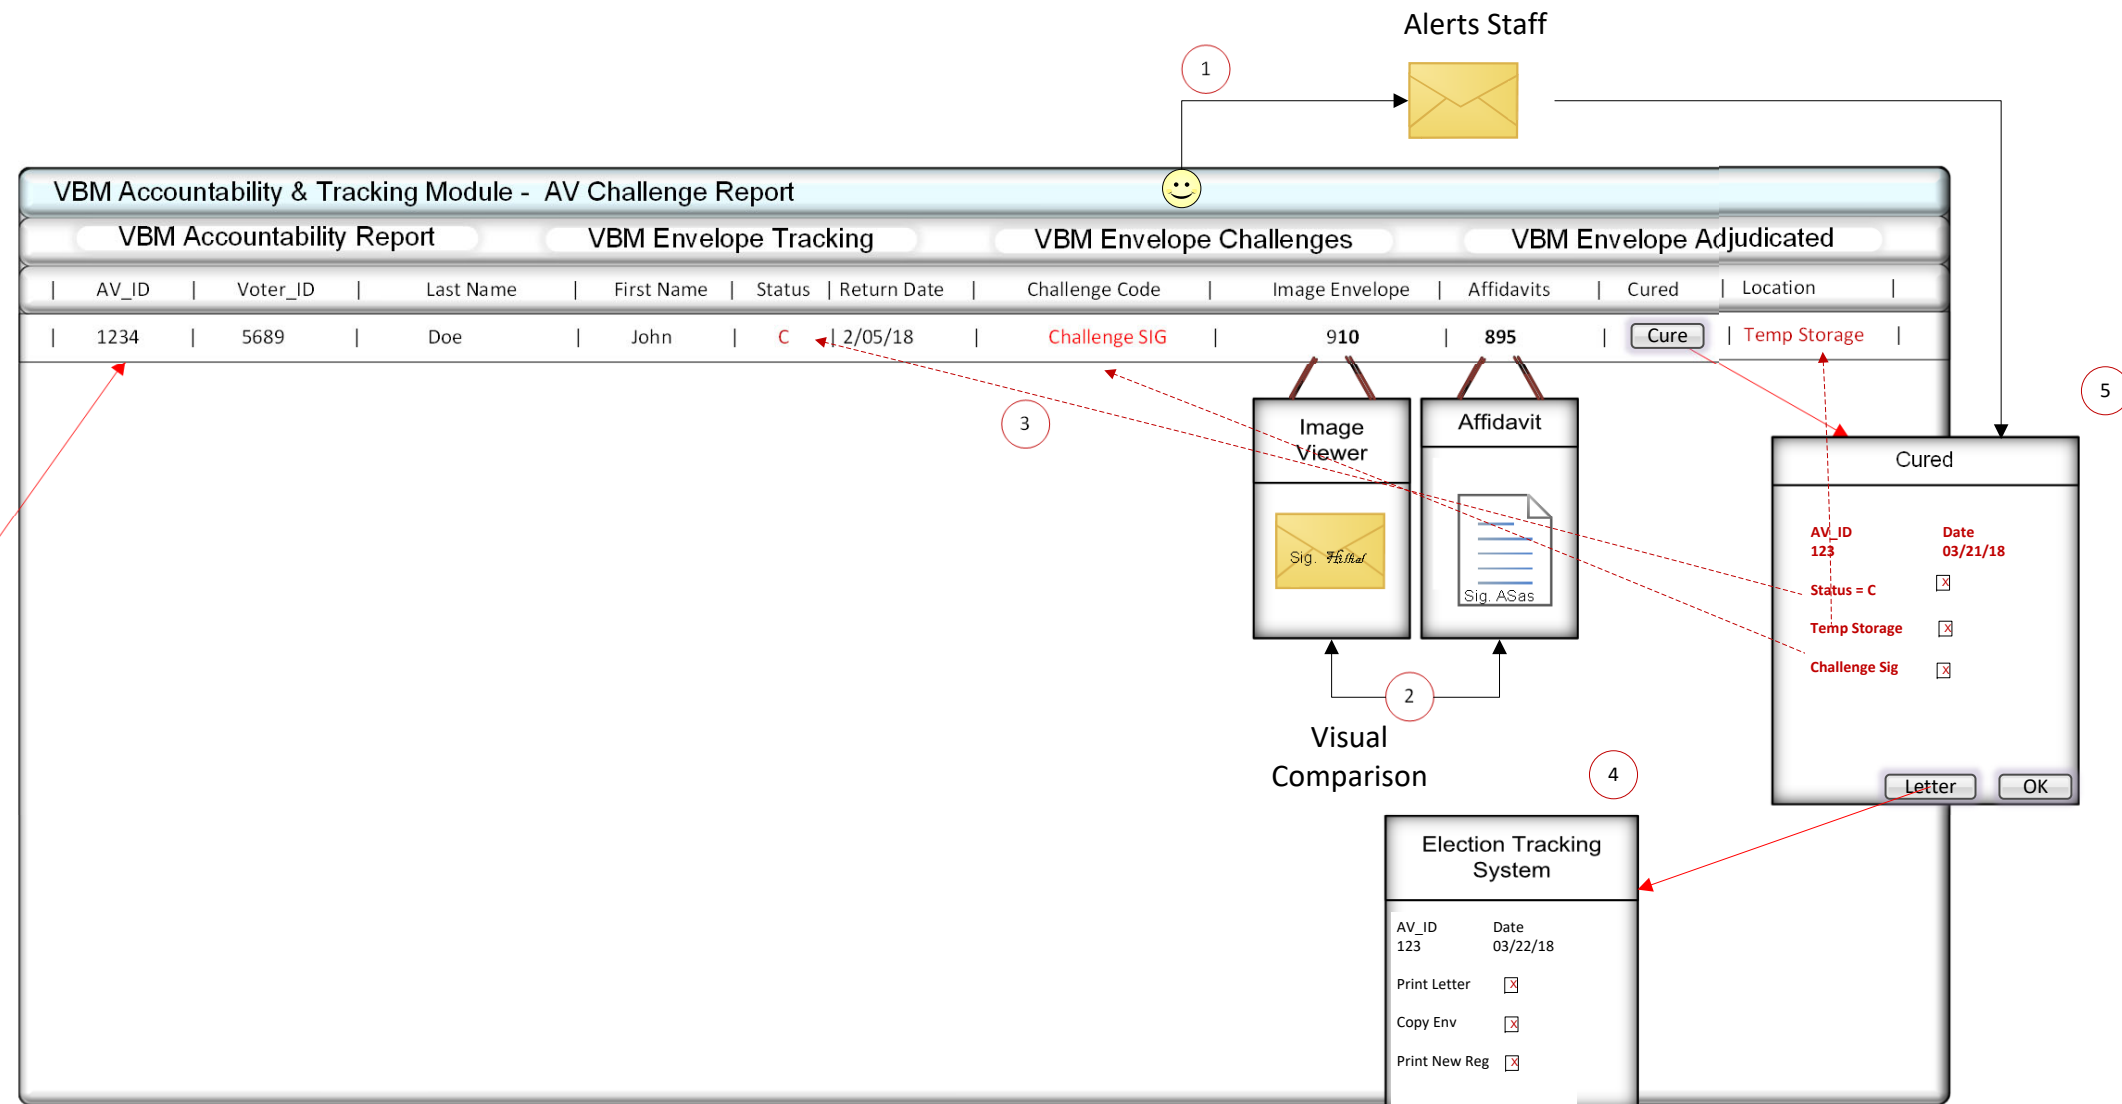 Alerts Staff
1
VBM Accountability & Tracking Module - AV Challenge Report
VBM Accountability Report VBM Envelope Tracking VBM Envelope Challenges VBM Envelope Adjudicated
| AV_ID | Voter_ID | Last Name | First Name | Status | Return Date | Challenge Code | Image Envelope | Affidavits | Cured | Location |
| 1234 | 5689 | Doe | John | C | 2/05/18 | Challenge SIG | 910 | 895 | Cure | Temp Storage |
5
3
Image
Viewer
Sig.
Affidavit
Sig. ASas
2
Visual
Comparison
Cured
AV_ID Date
123 03/21/18
Status = C X
Temp Storage X
Challenge Sig X
Letter OK
4
Election Tracking
System
AV_ID Date
123 03/22/18
Print Letter X
Copy Env X
Print New Reg X